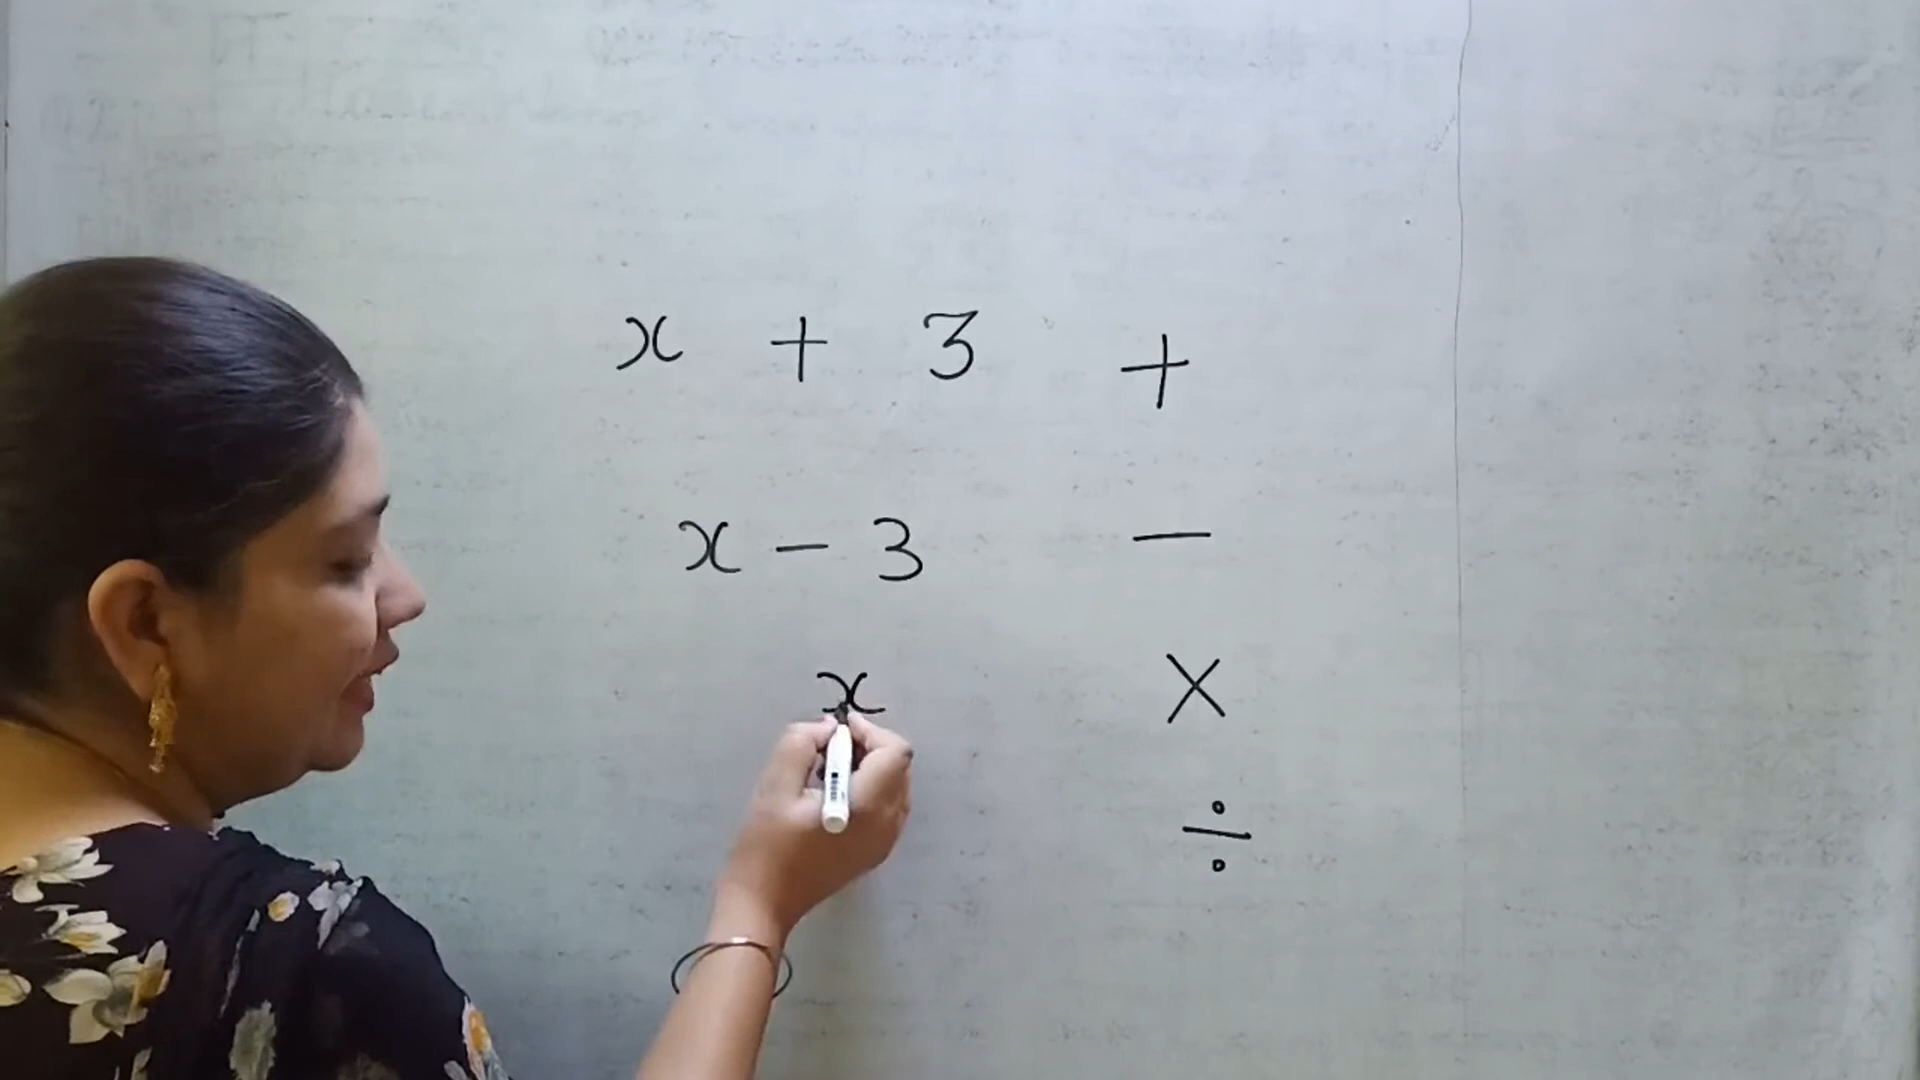 x + 3 +
x - 3 -
x ×
÷